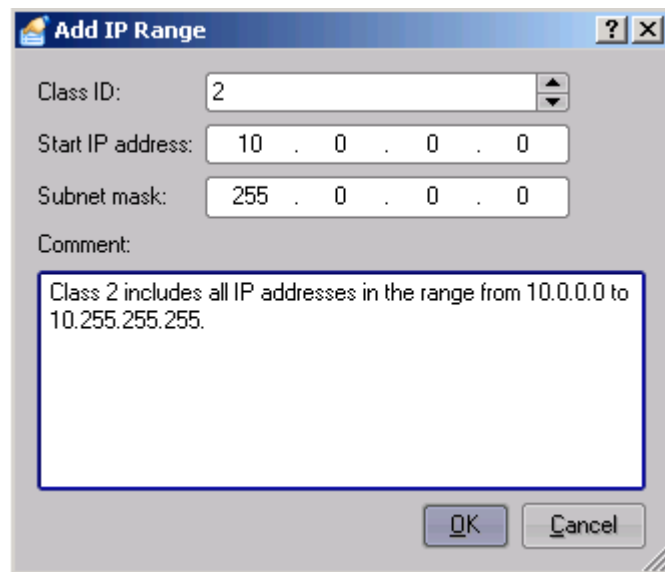 Add IP Range
Class ID: 2
Start IP address: 10 . 0 . 0 . 0
Subnet mask: 255 . 0 . 0 . 0
Comment:
Class 2 includes all IP addresses in the range from 10.0.0.0 to
10.255.255.255.
OK Cancel